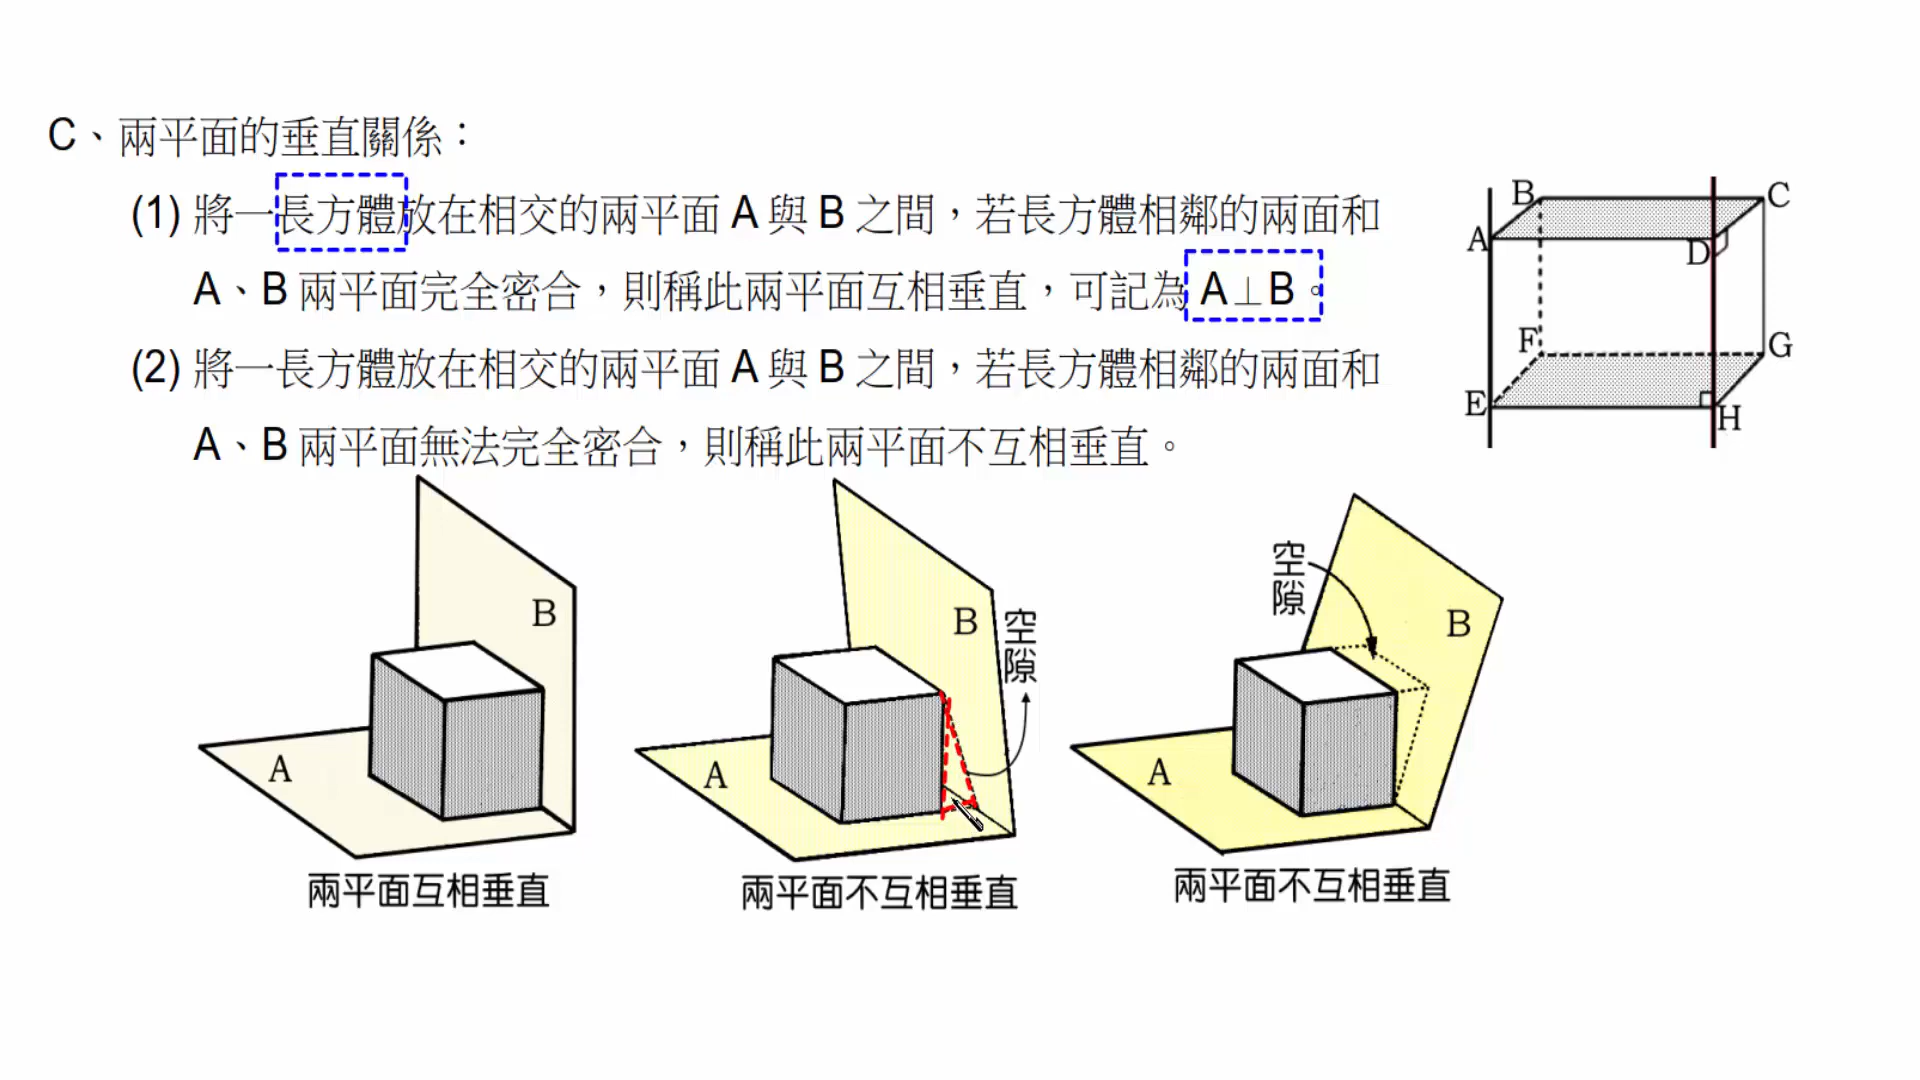 C、兩平面的垂直關係：
(1) 將一長方體放在相交的兩平面 A 與 B 之間，若長方體相鄰的兩面和
A、B 兩平面完全密合，則稱此兩平面互相垂直，可記為 A⊥B。
(2) 將一長方體放在相交的兩平面 A 與 B 之間，若長方體相鄰的兩面和
A、B 兩平面無法完全密合，則稱此兩平面不互相垂直。
B
C
A
D
F
G
E
H
B
A
兩平面互相垂直
B
空隙
A
兩平面不互相垂直
空隙
B
A
兩平面不互相垂直